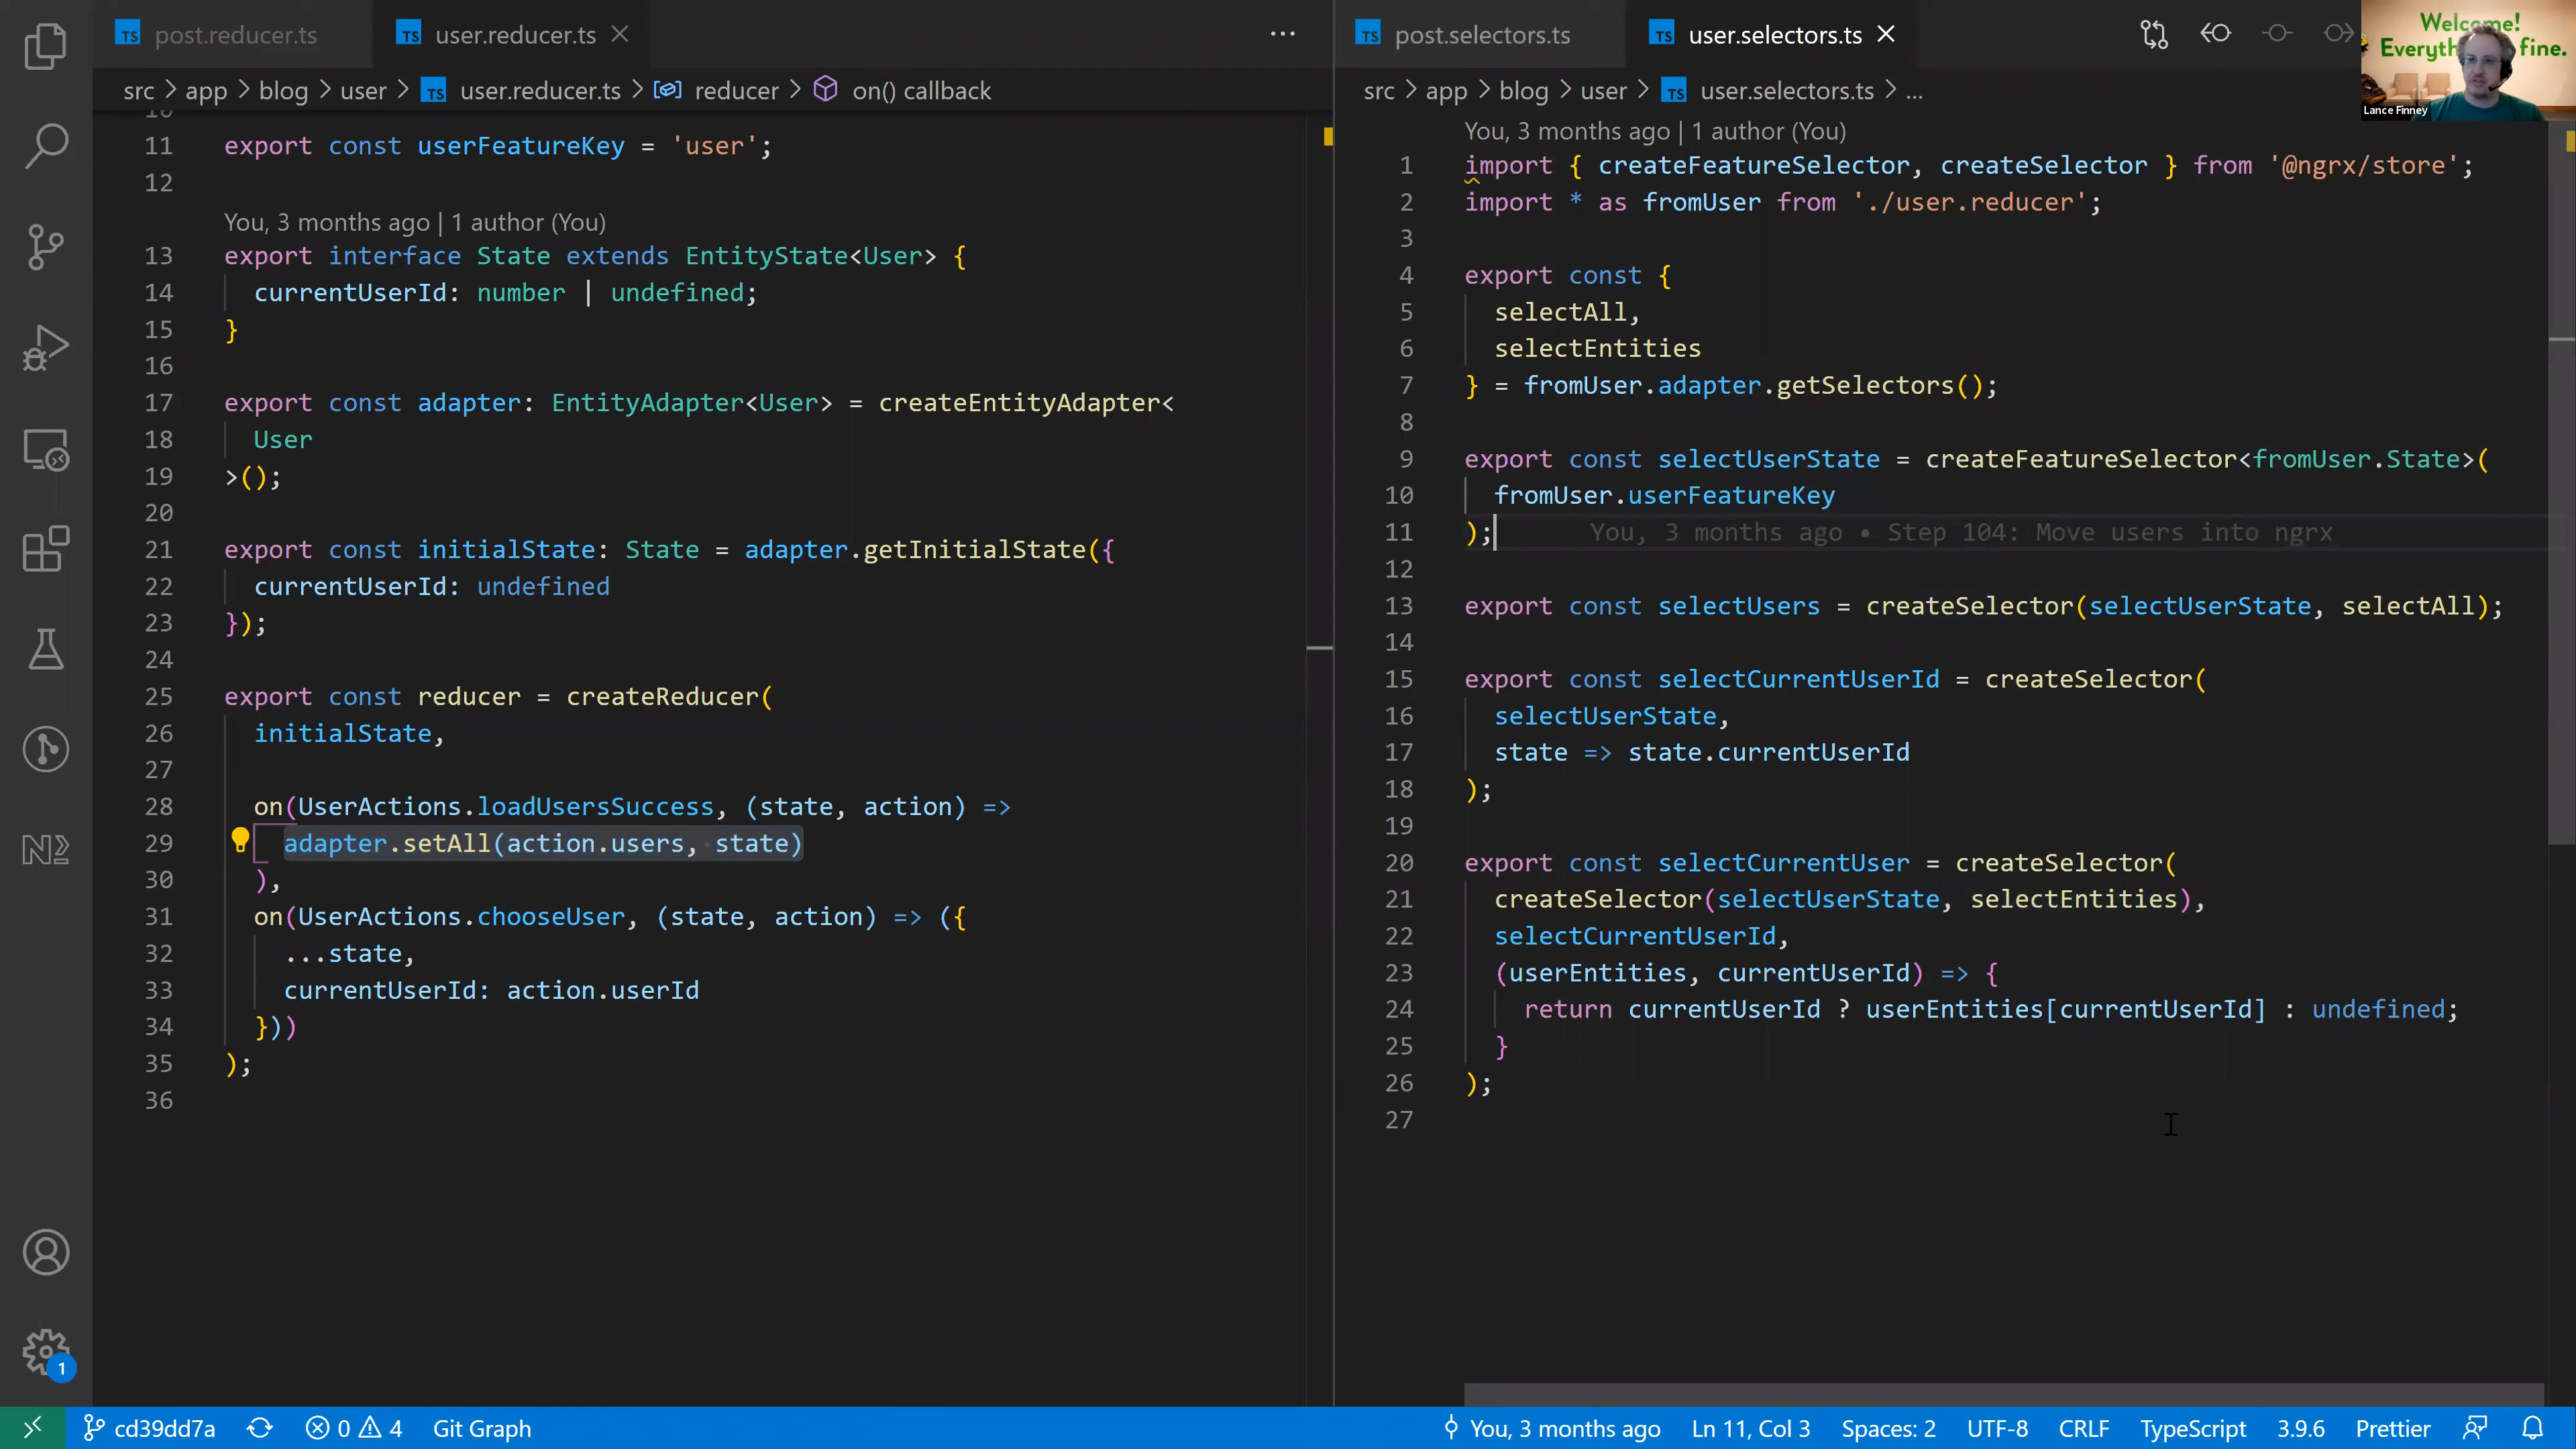 TS post.reducer.ts
TS user.reducer.ts
src > app > blog > user > TS user.reducer.ts > reducer > on() callback
10
11 export const userFeatureKey = 'user';
12
You, 3 months ago | 1 author (You)
13 export interface State extends EntityState<User> {
14 currentUserId: number | undefined;
15 }
16
17 export const adapter: EntityAdapter<User> = createEntityAdapter<
18 User
19 >();
20
21 export const initialState: State = adapter.getInitialState({
22 currentUserId: undefined
23 });
24
25 export const reducer = createReducer(
26 initialState,
27
28 on(UserActions.loadUsersSuccess, (state, action) =>
29 adapter.setAll(action.users, state)
30 ),
31 on(UserActions.chooseUser, (state, action) => ({
32 ...state,
33 currentUserId: action.userId
34 }))
35 );
36
TS post.selectors.ts
TS user.selectors.ts
src > app > blog > user > TS user.selectors.ts > ...
You, 3 months ago | 1 author (You)
1 import { createFeatureSelector, createSelector } from '@ngrx/store';
2 import * as fromUser from './user.reducer';
3
4 export const {
5 selectAll,
6 selectEntities
7 } = fromUser.adapter.getSelectors();
8
9 export const selectUserState = createFeatureSelector<fromUser.State>(
10 fromUser.userFeatureKey
11 ); You, 3 months ago • Step 104: Move users into ngrx
12
13 export const selectUsers = createSelector(selectUserState, selectAll);
14
15 export const selectCurrentUserId = createSelector(
16 selectUserState,
17 state => state.currentUserId
18 );
19
20 export const selectCurrentUser = createSelector(
21 createSelector(selectUserState, selectEntities),
22 selectCurrentUserId,
23 (userEntities, currentUserId) => {
24 return currentUserId ? userEntities[currentUserId] : undefined;
25 }
26 );
27
Welcome!
fine.
Lance Finney
1
cd39dd7a 0 4 Git Graph You, 3 months ago Ln 11, Col 3 Spaces: 2 UTF-8 CRLF TypeScript 3.9.6 Prettier